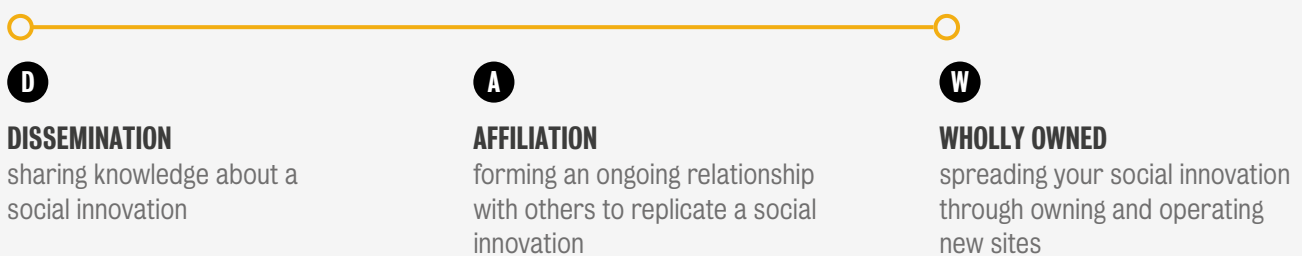 D
DISSEMINATION
sharing knowledge about a
social innovation
A
AFFILIATION
forming an ongoing relationship
with others to replicate a social
innovation
W
WHOLLY OWNED
spreading your social innovation
through owning and operating
new sites